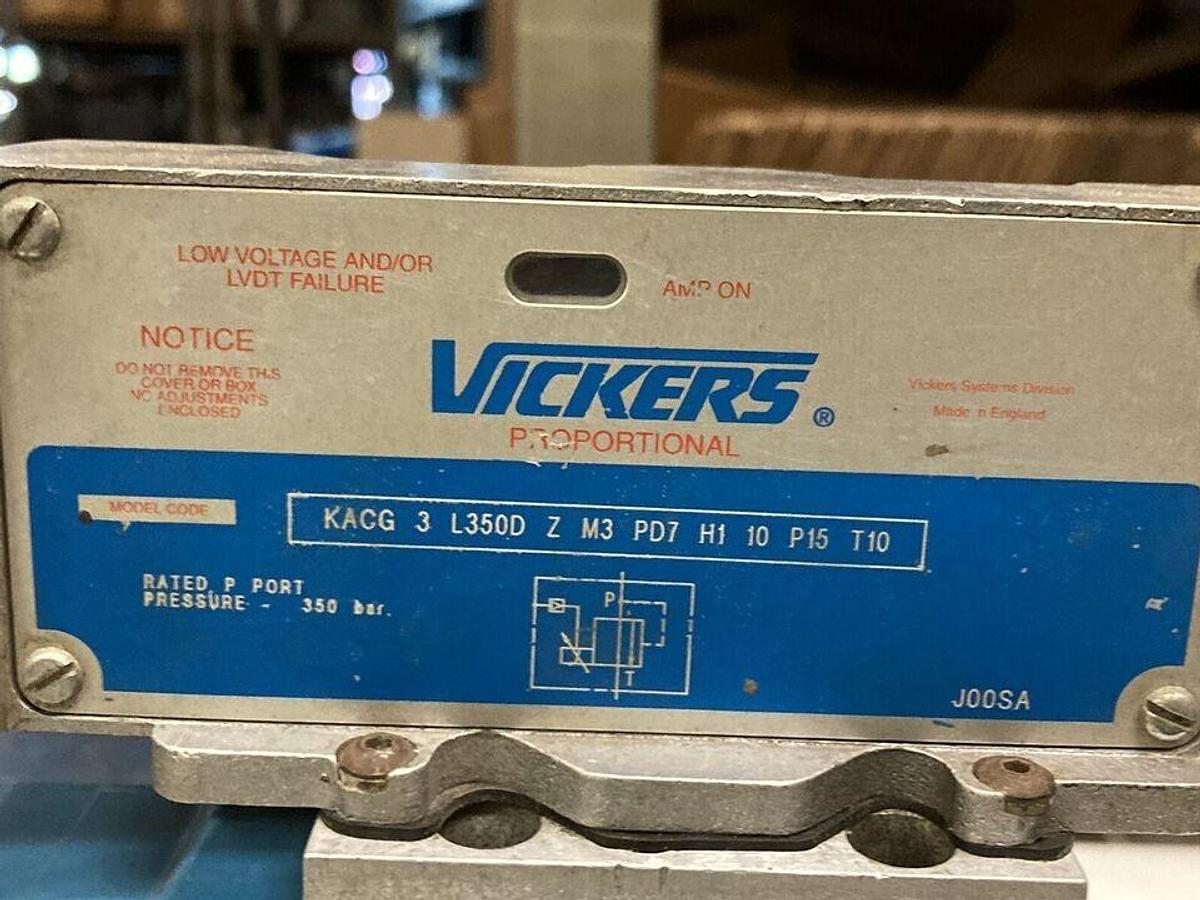 LOW VOLTAGE AND/OR
LVDT FAILURE
AMP ON
NOTICE
DO NOT REMOVE THIS
COVER OR BOX
NO ADJUSTMENTS
ENCLOSED
VICKERS®
PROPORTIONAL
Vickers Systems Division
Made in England
MODEL CODE
KACG 3 L350D Z M3 PD7 H1 10 P15 T10
RATED P PORT
PRESSURE - 350 bar.
P
T
J00SA